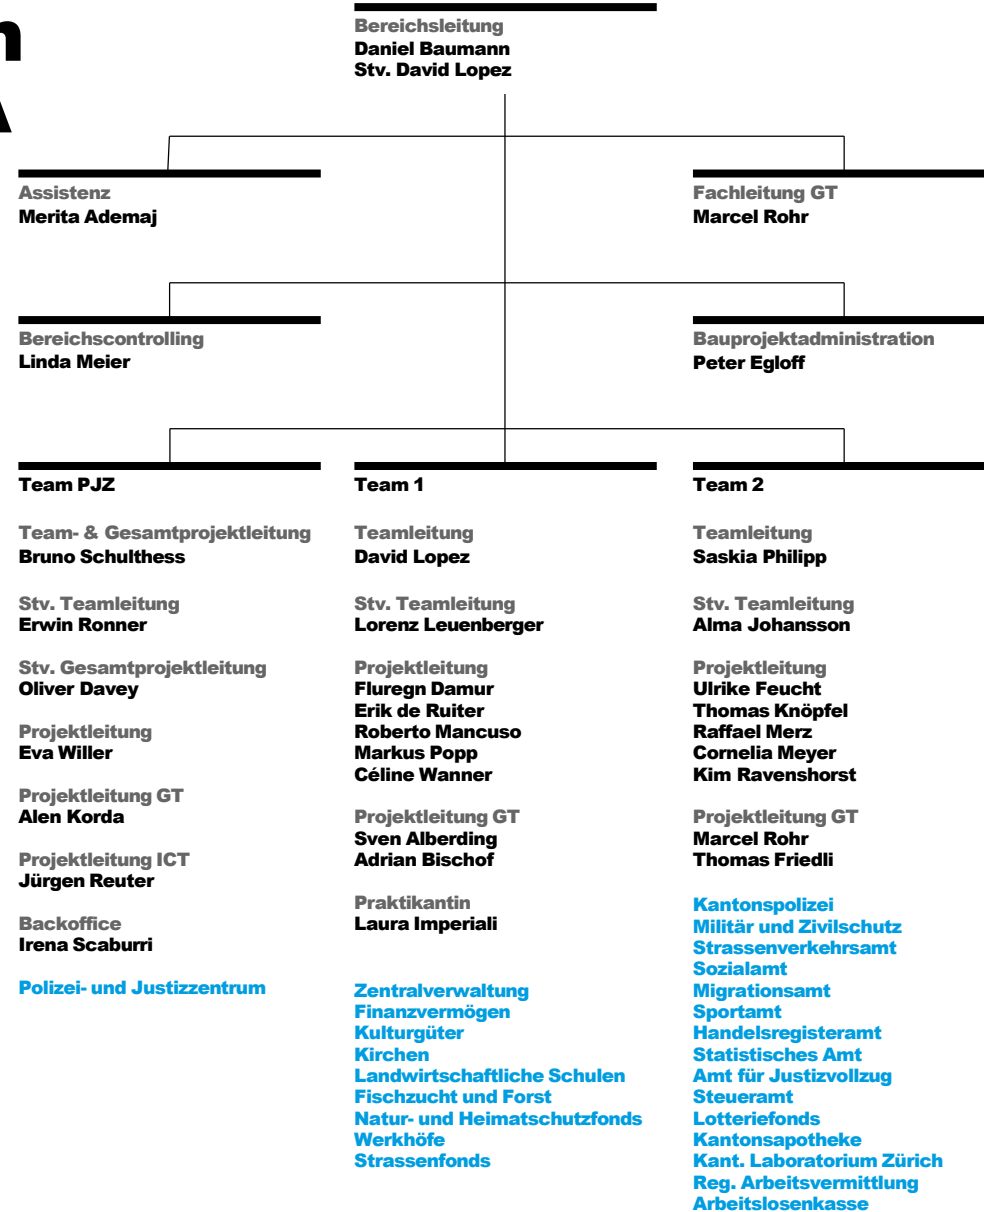 n
A
Bereichsleitung
Daniel Baumann
Stv. David Lopez
Assistenz
Merita Ademaj
Fachleitung GT
Marcel Rohr
Bereichscontrolling
Linda Meier
Bauprojektadministration
Peter Egloff
Team PJZ
Team- & Gesamtprojektleitung
Bruno Schulthess
Stv. Teamleitung
Erwin Ronner
Stv. Gesamtprojektleitung
Oliver Davey
Projektleitung
Eva Willer
Projektleitung GT
Alen Korda
Projektleitung ICT
Jürgen Reuter
Backoffice
Irena Scaburri
Polizei- und Justizzentrum
Team 1
Teamleitung
David Lopez
Stv. Teamleitung
Lorenz Leuenberger
Projektleitung
Fluregn Damur
Erik de Ruiter
Roberto Mancuso
Markus Popp
Céline Wanner
Projektleitung GT
Sven Alberding
Adrian Bischof
Praktikantin
Laura Imperiali
Zentralverwaltung
Finanzvermögen
Kulturgüter
Kirchen
Landwirtschaftliche Schulen
Fischzucht und Forst
Natur- und Heimatschutzfonds
Werkhöfe
Strassenfonds
Team 2
Teamleitung
Saskia Philipp
Stv. Teamleitung
Alma Johansson
Projektleitung
Ulrike Feucht
Thomas Knöpfel
Raffael Merz
Cornelia Meyer
Kim Ravenshorst
Projektleitung GT
Marcel Rohr
Thomas Friedli
Kantonspolizei
Militär und Zivilschutz
Strassenverkehrsamt
Sozialamt
Migrationsamt
Sportamt
Handelsregisteramt
Statistisches Amt
Amt für Justizvollzug
Steueramt
Lotteriefonds
Kantonsapotheke
Kant. Laboratorium Zürich
Reg. Arbeitsvermittlung
Arbeitslosenkasse